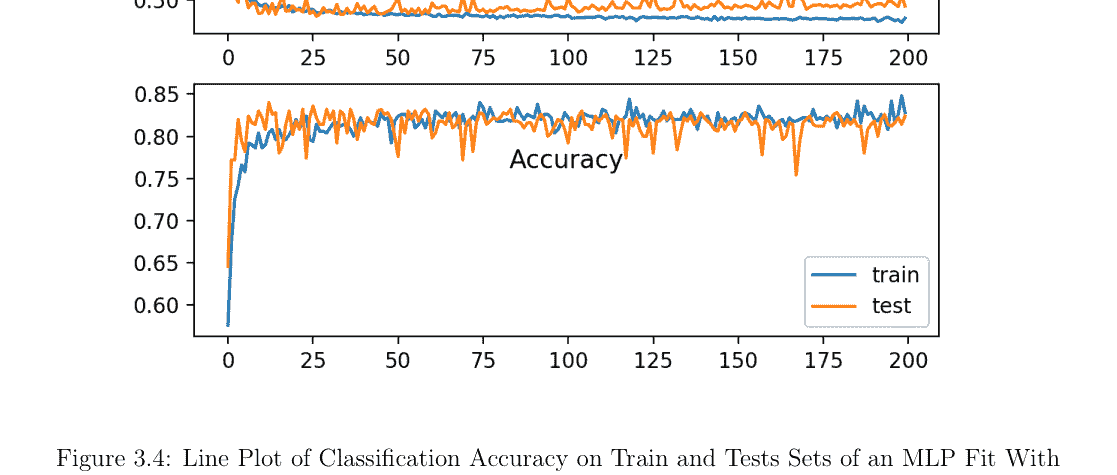 0.30
0 25 50 75 100 125 150 175 200
0.85
0.80
Accuracy
0.75
0.70
0.65
0.60
train
test
0 25 50 75 100 125 150 175 200
Figure 3.4: Line Plot of Classification Accuracy on Train and Tests Sets of an MLP Fit With